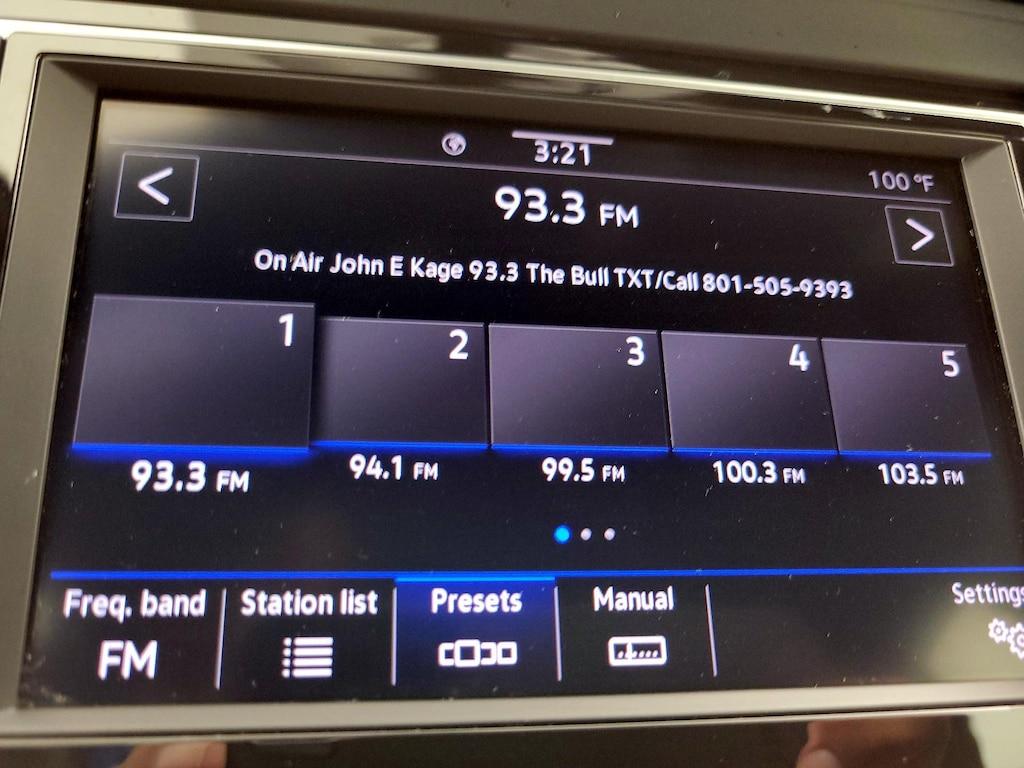 3:21
100 °F
<
93.3 FM
>
On Air John E Kage 93.3 The Bull TXT/Call 801-505-9393
1 2 3 4 5
93.3 FM 94.1 FM 99.5 FM 100.3 FM 103.5 FM
Freq. band Station list Presets Manual Settings
FM